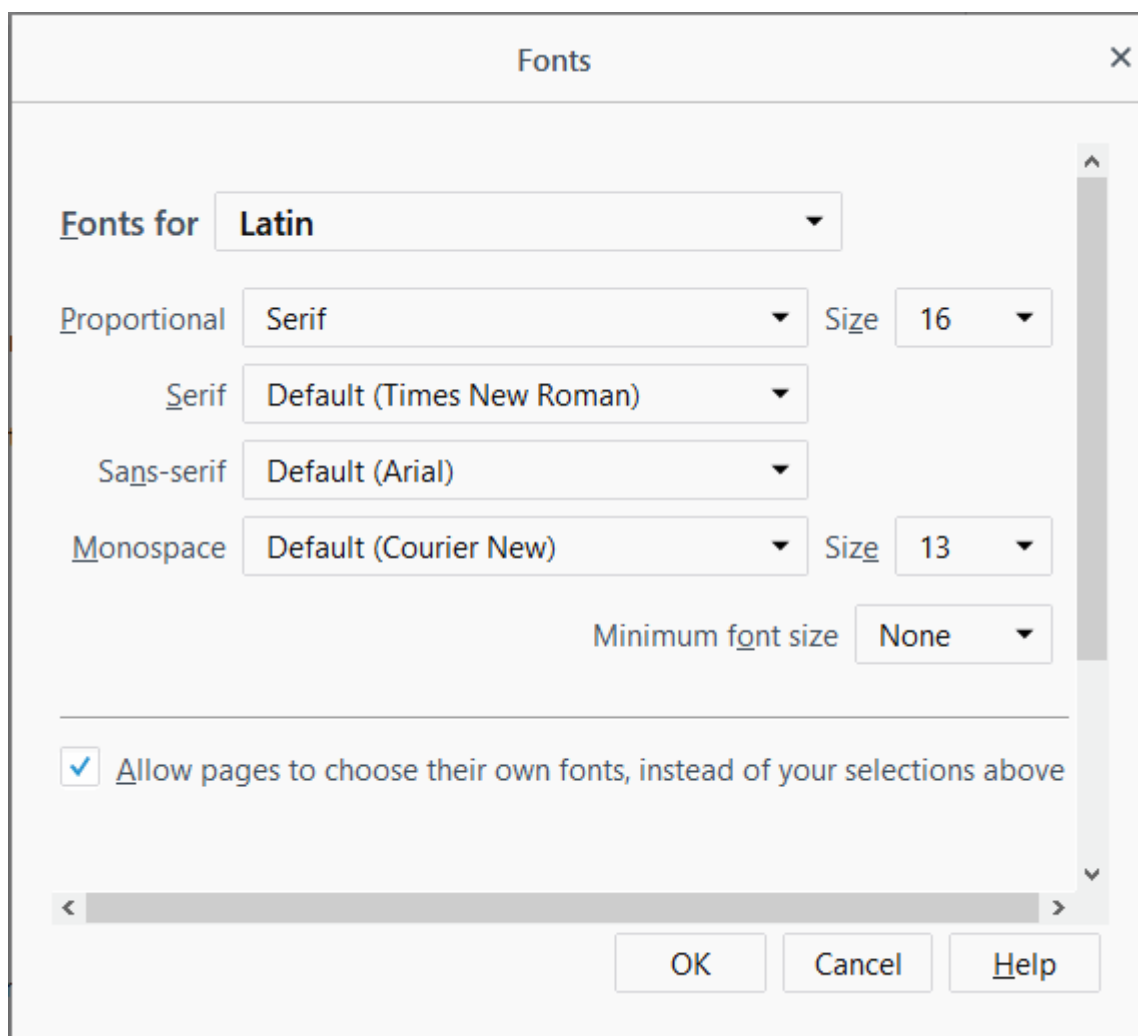 Fonts
Fonts for Latin
Proportional Serif Size 16
Serif Default (Times New Roman)
Sans-serif Default (Arial)
Monospace Default (Courier New) Size 13
Minimum font size None
Allow pages to choose their own fonts, instead of your selections above
OK Cancel Help